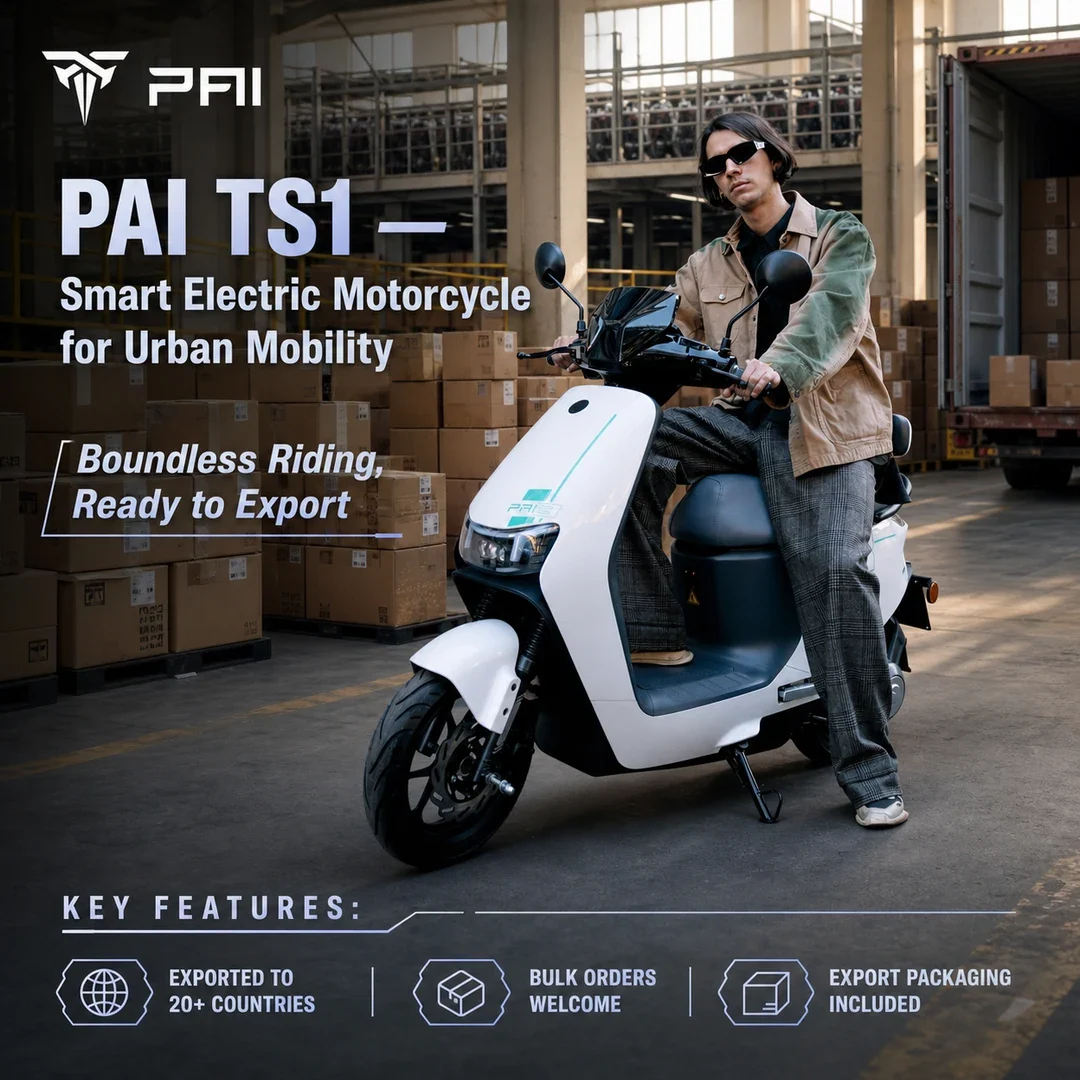 PAI
PAI TS1 —
Smart Electric Motorcycle
for Urban Mobility
Boundless Riding,
Ready to Export
PAI
KEY FEATURES:
EXPORTED TO
20+ COUNTRIES
BULK ORDERS
WELCOME
EXPORT PACKAGING
INCLUDED